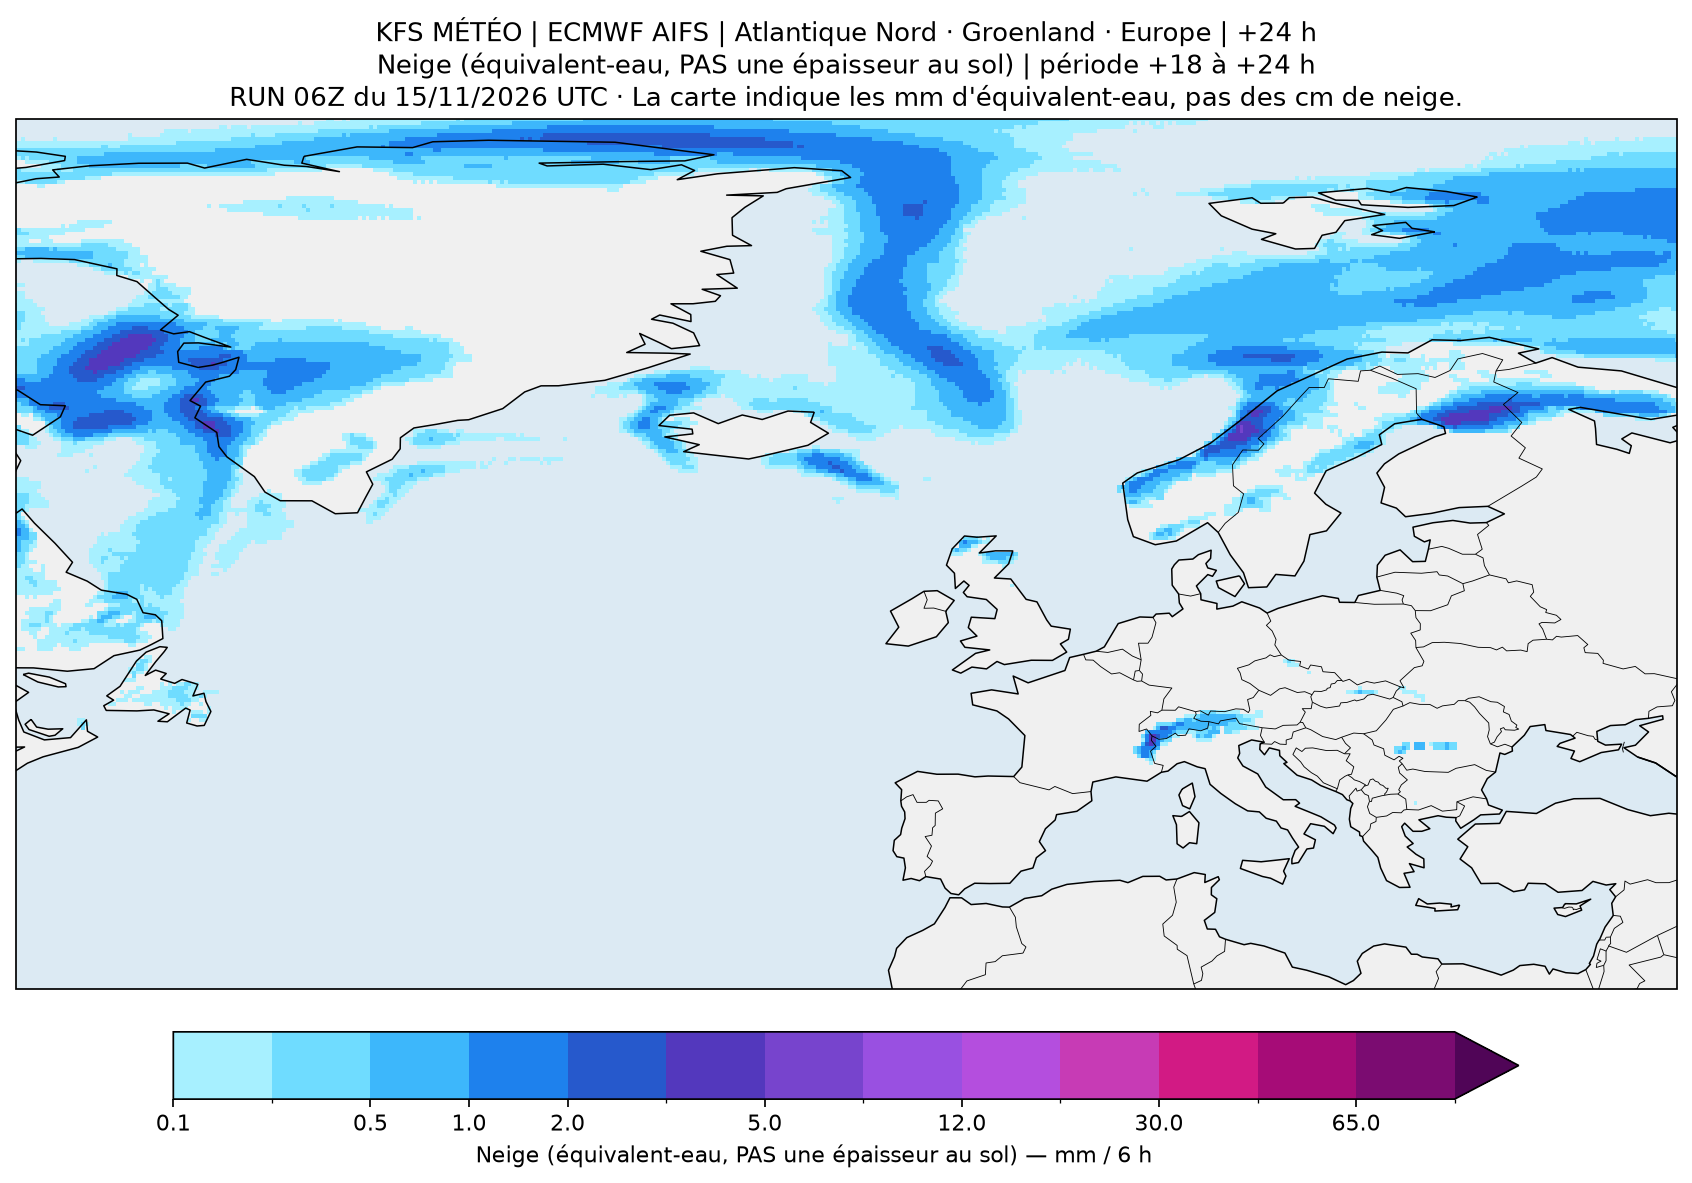 KFS MÉTÉO | ECMWF AIFS | Atlantique Nord · Groenland · Europe | +24 h
Neige (équivalent-eau, PAS une épaisseur au sol) | période +18 à +24 h
RUN 06Z du 15/11/2026 UTC · La carte indique les mm d'équivalent-eau, pas des cm de neige.
0.1 0.5 1.0 2.0 5.0 12.0 30.0 65.0
Neige (équivalent-eau, PAS une épaisseur au sol) — mm / 6 h